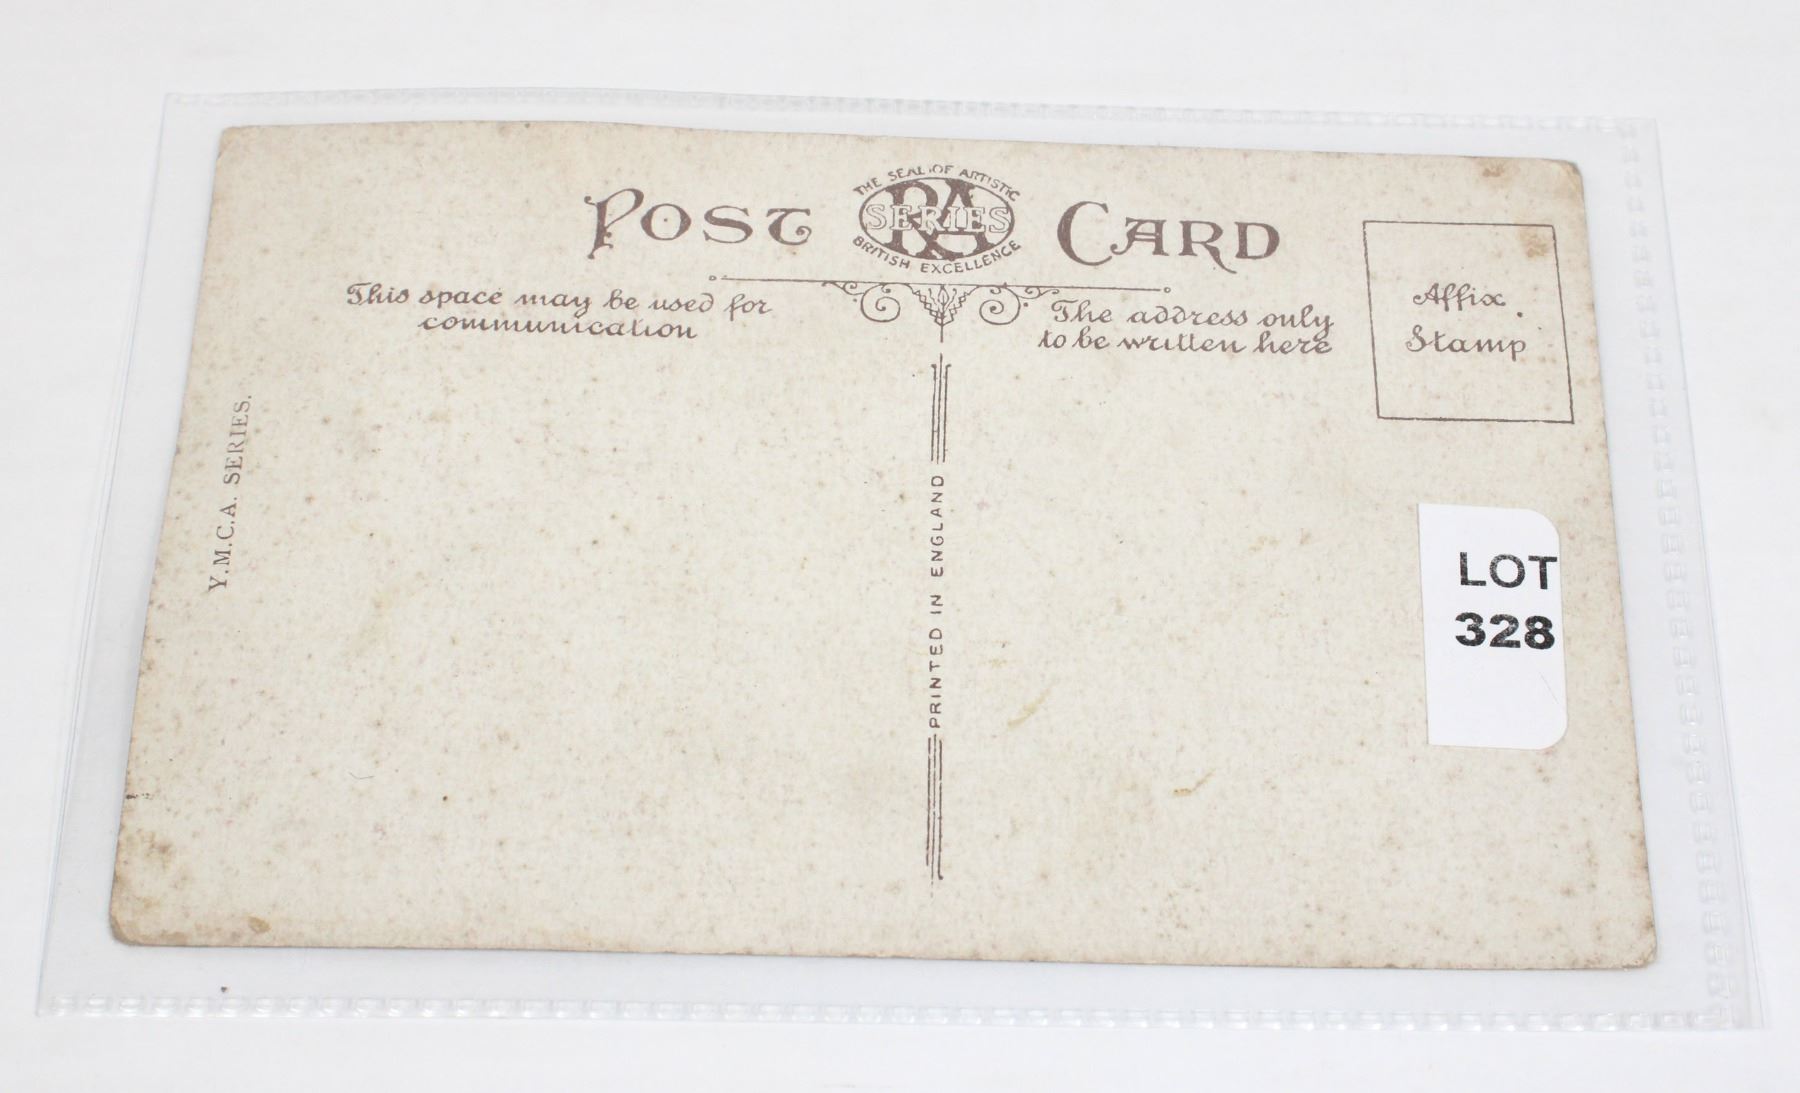 POST CARD
THE SEAL OF ARTISTIC
RA
SERIES
BRITISH EXCELLENCE
This space may be used for
communication
The address only
to be written here
Affix
Stamp
Y.M.C.A. SERIES.
PRINTED IN ENGLAND
LOT
328